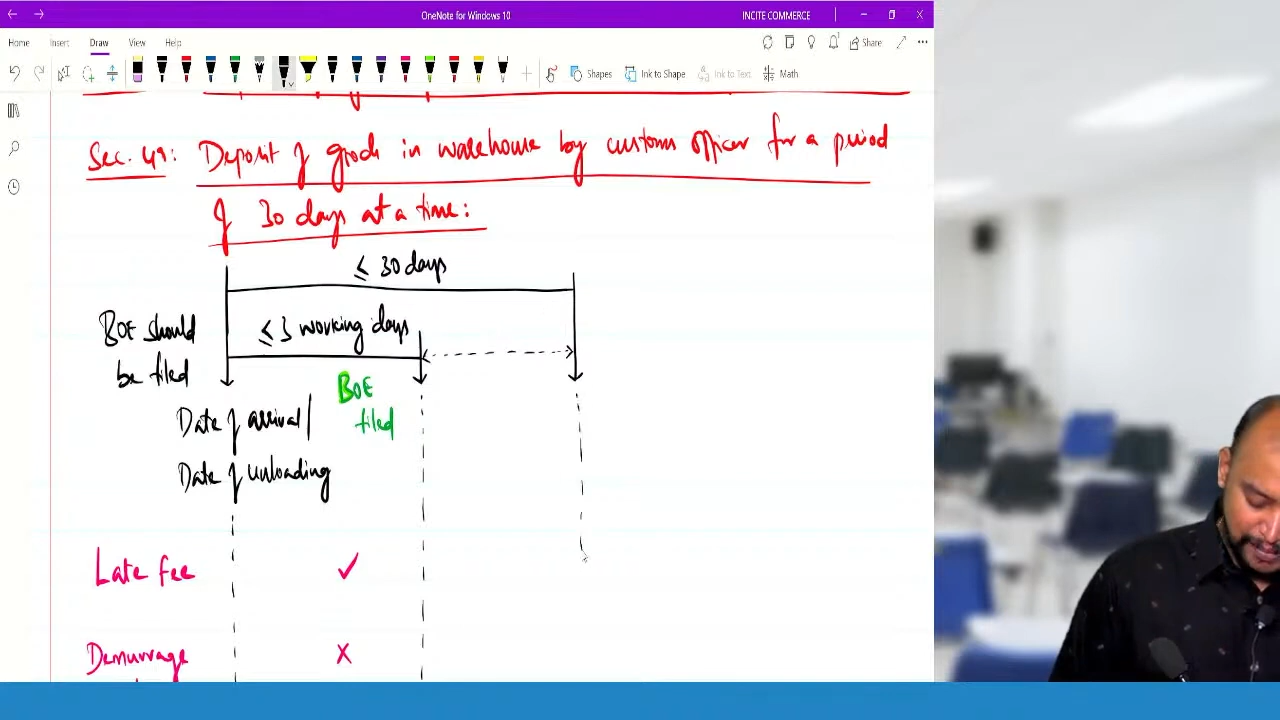 OneNote for Windows 10
INCITE COMMERCE
Home Insert Draw View Help
Share
Shapes
Ink to Shape
Ink to Text
Math
Sec. 49: Deposit of goods in warehouse by customs officer for a period
of 30 days at a time:
≤ 30 days
≤ 3 working days
BOE should
be filed
BOE
filed
Date of arrival/
Date of unloading
Late fee ✓
Demurrage X